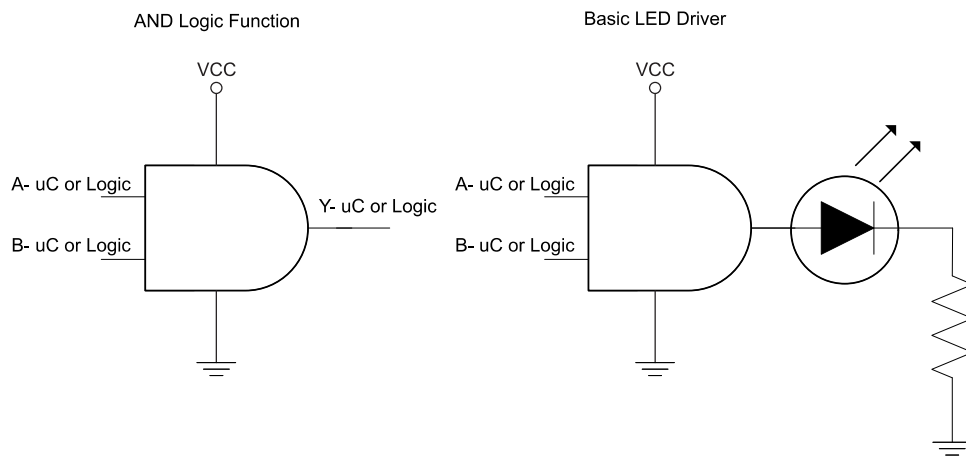 AND Logic Function
VCC
A- uC or Logic
B- uC or Logic
Y- uC or Logic
Basic LED Driver
VCC
A- uC or Logic
B- uC or Logic